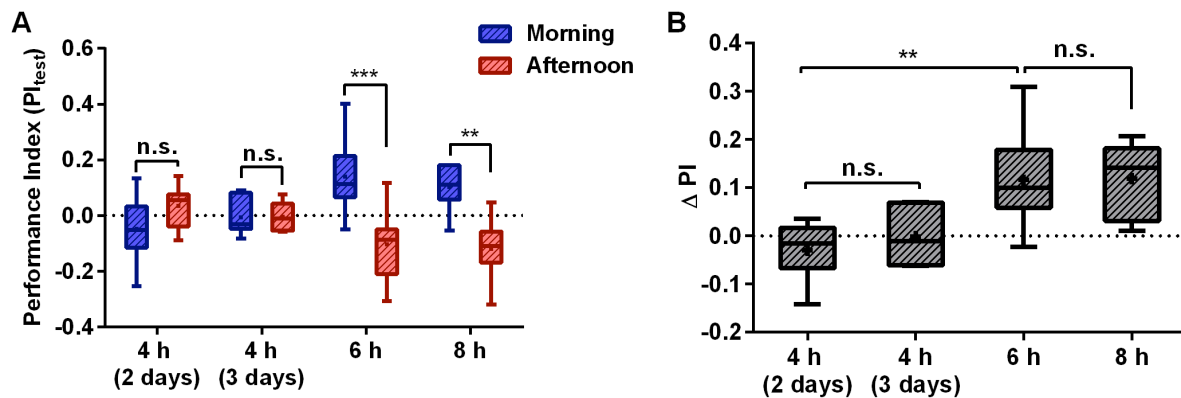 A
Performance Index (PItest)
0.6
0.4
0.2
0.0
-0.2
-0.4
Morning
Afternoon
n.s.
n.s.
***
**
4 h
(2 days)
4 h
(3 days)
6 h
8 h
B
Δ PI
0.4
0.3
0.2
0.1
0.0
-0.1
-0.2
**
n.s.
n.s.
4 h
(2 days)
4 h
(3 days)
6 h
8 h